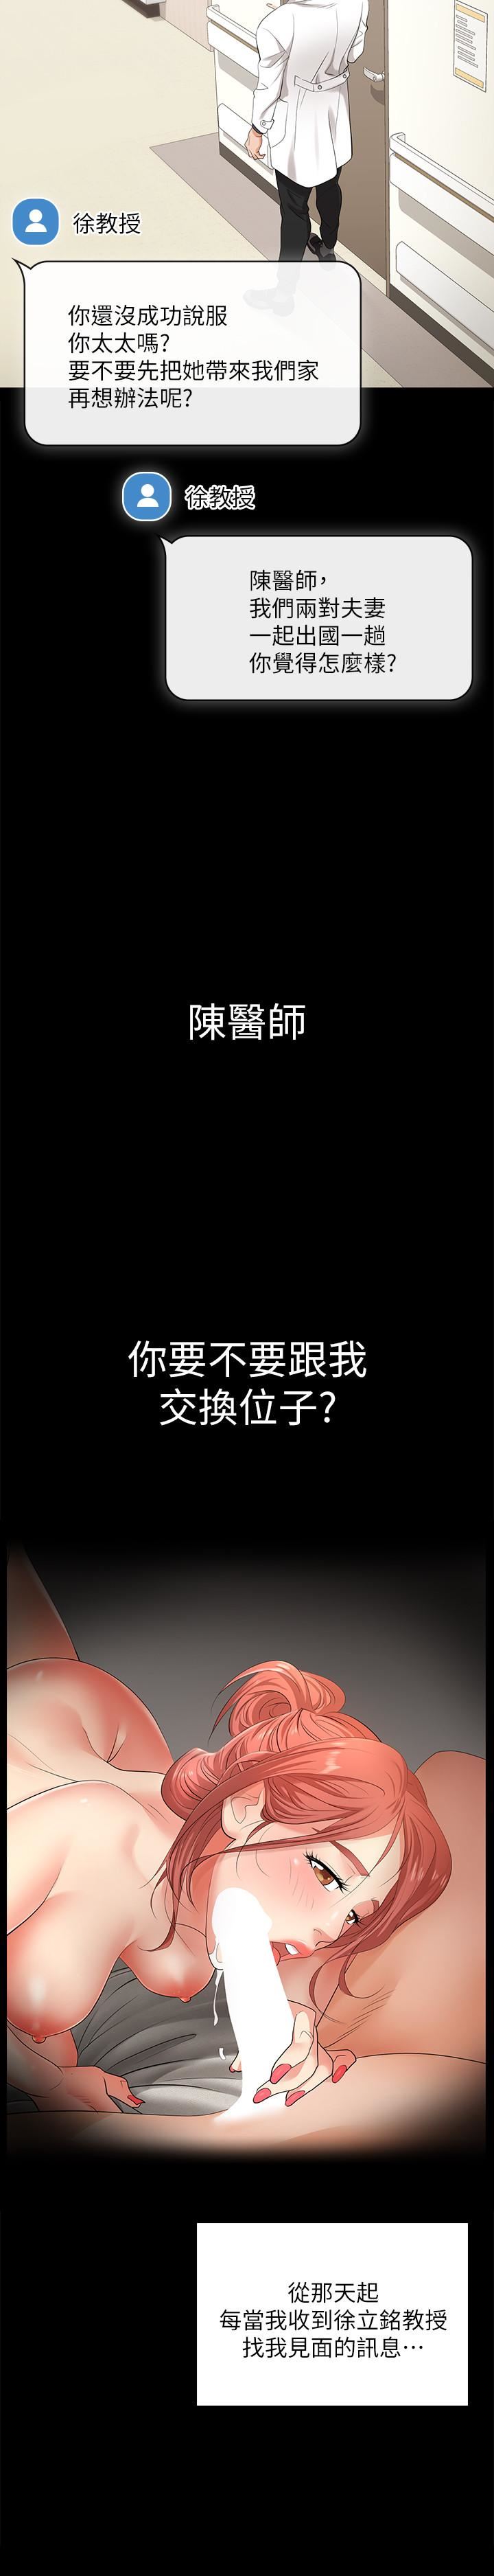 徐教授
你還沒成功說服
你太太嗎?
要不要先把她帶來我們家
再想辦法呢?
徐教授
陳醫師,
我們兩對夫妻
一起出國一趟
你覺得怎麼樣?
陳醫師
你要不要跟我
交換位子?
從那天起
每當我收到徐立銘教授
找我見面的訊息…